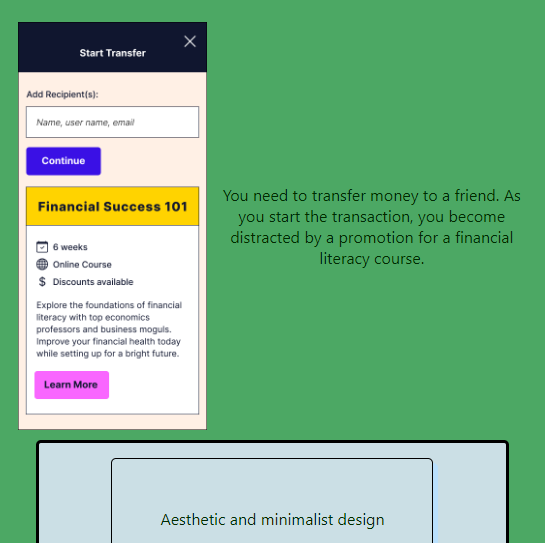 Start Transfer
Add Recipient(s):
Name, user name, email
Continue
Financial Success 101
6 weeks
Online Course
$ Discounts available
Explore the foundations of financial
literacy with top economics
professors and business moguls.
Improve your financial health today
while setting up for a bright future.
Learn More
You need to transfer money to a friend. As
you start the transaction, you become
distracted by a promotion for a financial
literacy course.
Aesthetic and minimalist design